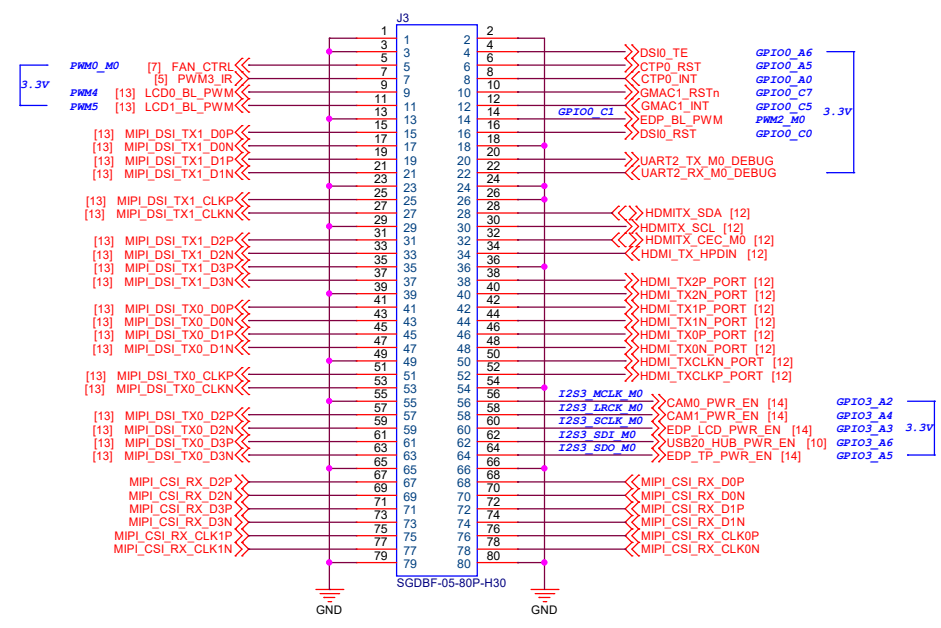 J3
1 1 2 2
3 3 4 4 DSI0_TE GPIO0_A6
PWM0_M0 [7] FAN_CTRL 5 5 6 6 CTP0_RST GPIO0_A5
[5] PWM3_IR 7 7 8 8 CTP0_INT GPIO0_A0
3.3V
PWM4 [13] LCD0_BL_PWM 9 9 10 10 GMAC1_RSTn GPIO0_C7
PWM5 [13] LCD1_BL_PWM 11 11 12 12 GMAC1_INT GPIO0_C5
3.3V
13 13 14 14 GPIO0_C1 EDP_BL_PWM PWM2_M0
[13] MIPI_DSI_TX1_D0P 15 15 16 16 DSI0_RST GPIO0_C0
[13] MIPI_DSI_TX1_D0N 17 17 18 18
[13] MIPI_DSI_TX1_D1P 19 19 20 20 UART2_TX_M0_DEBUG
[13] MIPI_DSI_TX1_D1N 21 21 22 22 UART2_RX_M0_DEBUG
23 23 24 24
[13] MIPI_DSI_TX1_CLKP 25 25 26 26
[13] MIPI_DSI_TX1_CLKN 27 27 28 28 HDMITX_SDA [12]
29 29 30 30 HDMITX_SCL [12]
[13] MIPI_DSI_TX1_D2P 31 31 32 32 HDMITX_CEC_M0 [12]
[13] MIPI_DSI_TX1_D2N 33 33 34 34 HDMI_TX_HPDIN [12]
[13] MIPI_DSI_TX1_D3P 35 35 36 36
[13] MIPI_DSI_TX1_D3N 37 37 38 38 HDMI_TX2P_PORT [12]
39 39 40 40 HDMI_TX2N_PORT [12]
[13] MIPI_DSI_TX0_D0P 41 41 42 42 HDMI_TX1P_PORT [12]
[13] MIPI_DSI_TX0_D0N 43 43 44 44 HDMI_TX1N_PORT [12]
[13] MIPI_DSI_TX0_D1P 45 45 46 46 HDMI_TX0P_PORT [12]
[13] MIPI_DSI_TX0_D1N 47 47 48 48 HDMI_TX0N_PORT [12]
49 49 50 50 HDMI_TXCLKN_PORT [12]
[13] MIPI_DSI_TX0_CLKP 51 51 52 52 HDMI_TXCLKP_PORT [12]
[13] MIPI_DSI_TX0_CLKN 53 53 54 54
55 55 56 56 I2S3_MCLK_M0 CAM0_PWR_EN [14] GPIO3_A2
[13] MIPI_DSI_TX0_D2P 57 57 58 58 I2S3_LRCK_M0 CAM1_PWR_EN [14] GPIO3_A4
[13] MIPI_DSI_TX0_D2N 59 59 60 60 I2S3_SCLK_M0 EDP_LCD_PWR_EN [14] GPIO3_A3 3.3V
[13] MIPI_DSI_TX0_D3P 61 61 62 62 I2S3_SDI_M0 USB20_HUB_PWR_EN [10] GPIO3_A6
[13] MIPI_DSI_TX0_D3N 63 63 64 64 I2S3_SDO_M0 EDP_TP_PWR_EN [14] GPIO3_A5
65 65 66 66
MIPI_CSI_RX_D2P 67 67 68 68 MIPI_CSI_RX_D0P
MIPI_CSI_RX_D2N 69 69 70 70 MIPI_CSI_RX_D0N
MIPI_CSI_RX_D3P 71 71 72 72 MIPI_CSI_RX_D1P
MIPI_CSI_RX_D3N 73 73 74 74 MIPI_CSI_RX_D1N
MIPI_CSI_RX_CLK1P 75 75 76 76 MIPI_CSI_RX_CLK0P
MIPI_CSI_RX_CLK1N 77 77 78 78 MIPI_CSI_RX_CLK0N
79 79 80 80
SGDBF-05-80P-H30
GND GND